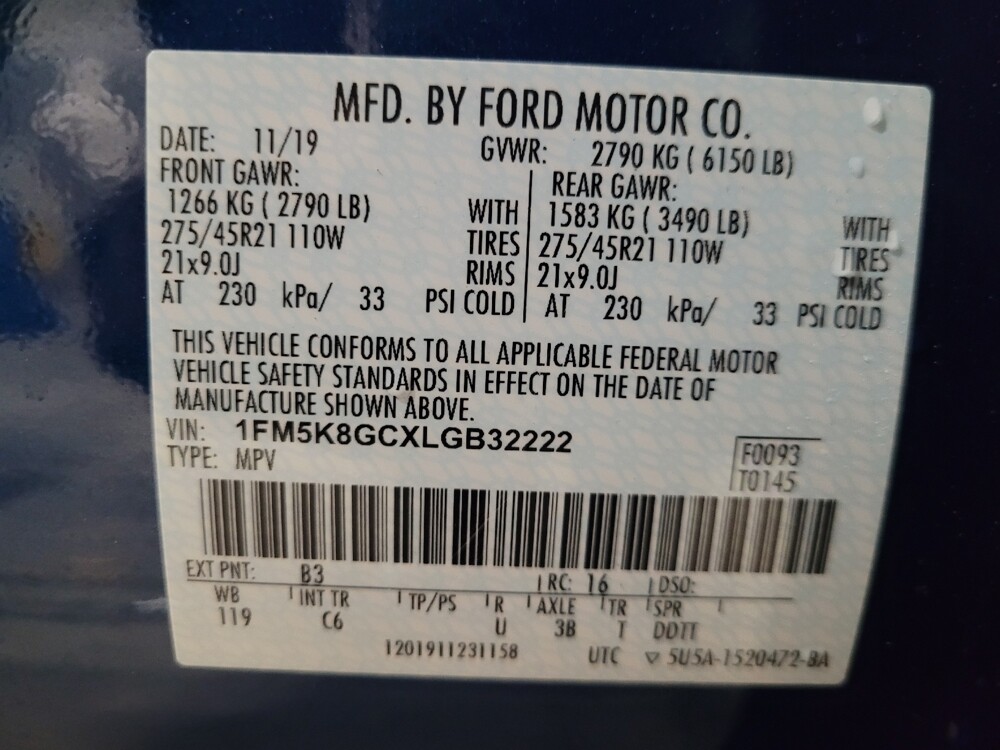 MFD. BY FORD MOTOR CO.
DATE: 11/19 GVWR: 2790 KG ( 6150 LB)
FRONT GAWR: REAR GAWR:
1266 KG ( 2790 LB) WITH 1583 KG ( 3490 LB) WITH
275/45R21 110W TIRES 275/45R21 110W TIRES
21x9.0J RIMS 21x9.0J RIMS
AT 230 kPa/ 33 PSI COLD AT 230 kPa/ 33 PSI COLD
THIS VEHICLE CONFORMS TO ALL APPLICABLE FEDERAL MOTOR
VEHICLE SAFETY STANDARDS IN EFFECT ON THE DATE OF
MANUFACTURE SHOWN ABOVE.
VIN: 1FM5K8GCXLGB32222
TYPE: MPV F0093
T0145
EXT PNT: B3 RC: 16 DSO:
WB INT TR TP/PS R AXLE TR SPR
119 C6 U 3B T DDTT
1201911231158 UTC ▽ 5U5A-1520472-BA